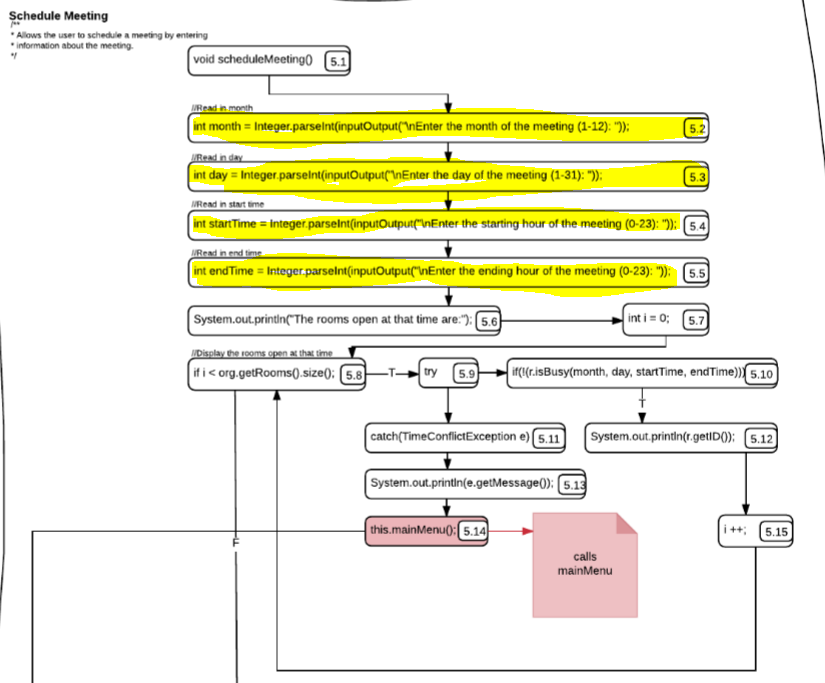 Schedule Meeting
/**
* Allows the user to schedule a meeting by entering
* information about the meeting.
*/
void scheduleMeeting() 5.1
//Read in month
int month = Integer.parseInt(inputOutput("\nEnter the month of the meeting (1-12): ")); 5.2
//Read in day
int day = Integer.parseInt(inputOutput("\nEnter the day of the meeting (1-31): ")); 5.3
//Read in start time
int startTime = Integer.parseInt(inputOutput("\nEnter the starting hour of the meeting (0-23): ")); 5.4
//Read in end time
int endTime = Integer.parseInt(inputOutput("\nEnter the ending hour of the meeting (0-23): ")); 5.5
System.out.println("The rooms open at that time are:"); 5.6
int i = 0; 5.7
//Display the rooms open at that time
if i < org.getRooms().size(); 5.8
T
try 5.9
if(!(r.isBusy(month, day, startTime, endTime))) 5.10
T
catch(TimeConflictException e) 5.11
System.out.println(r.getID()); 5.12
System.out.println(e.getMessage()); 5.13
this.mainMenu(); 5.14
calls
mainMenu
i ++; 5.15
F